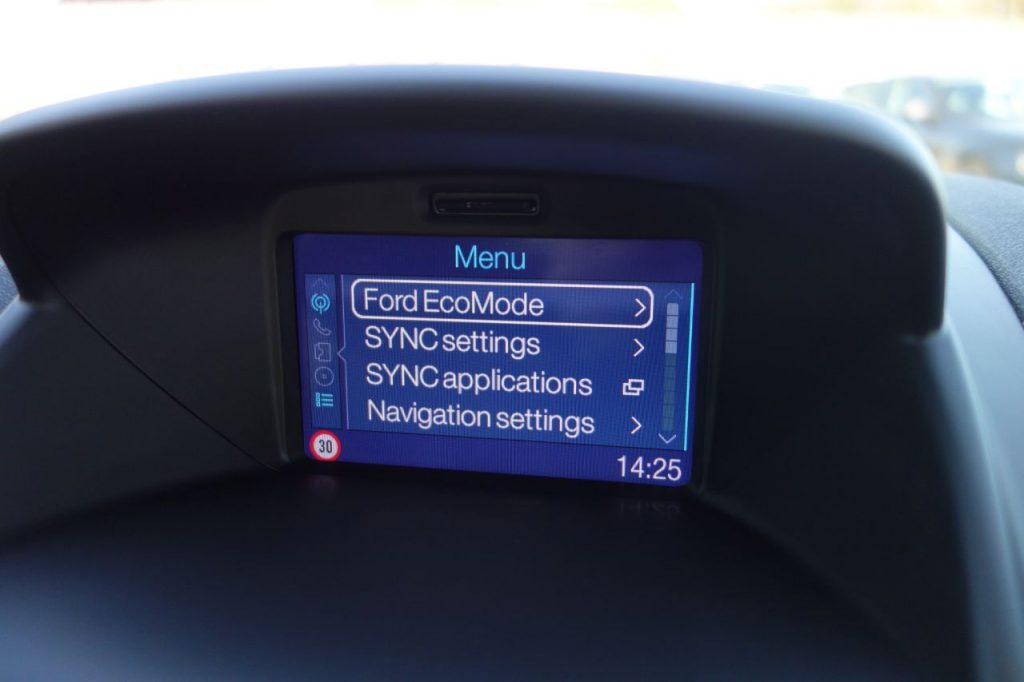 Menu
Ford EcoMode
SYNC settings
SYNC applications
Navigation settings
30
14:25